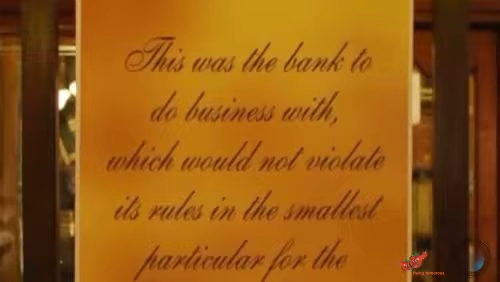 This was the bank to
do business with,
which would not violate
its rules in the smallest
particular for the